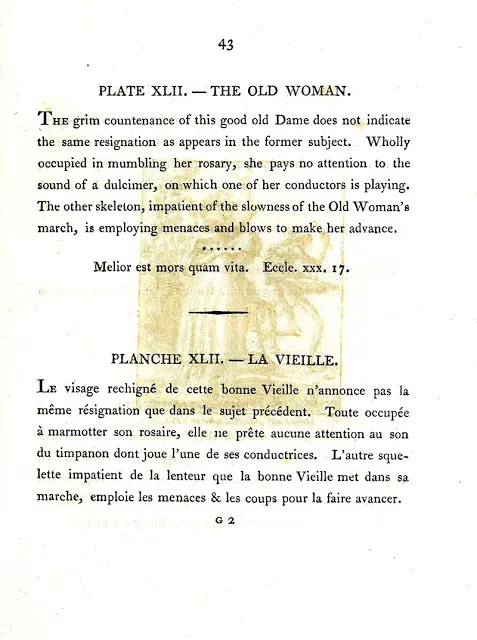 43
PLATE XLII. — THE OLD WOMAN.
THE grim countenance of this good old Dame does not indicate
the same resignation as appears in the former subject. Wholly
occupied in mumbling her rosary, she pays no attention to the
sound of a dulcimer, on which one of her conductors is playing.
The other skeleton, impatient of the slowness of the Old Woman's
march, is employing menaces and blows to make her advance.
......
Melior est mors quam vita. Eccle. xxx. 17.
PLANCHE XLII. — LA VIEILLE.
LE visage rechigné de cette bonne Vieille n'annonce pas la
même résignation que dans le sujet précédent. Toute occupée
à marmotter son rosaire, elle ne prête aucune attention au son
du timpanon dont joue l'une de ses conductrices. L'autre sque-
lette impatient de la lenteur que la bonne Vieille met dans sa
marche, emploie les menaces & les coups pour la faire avancer.
G 2